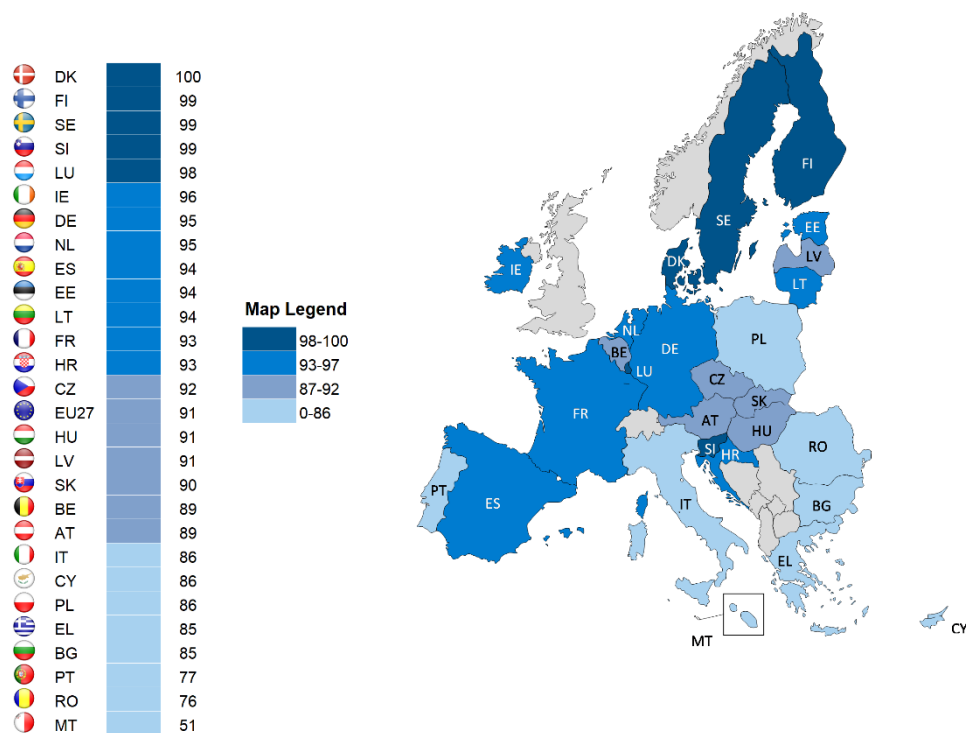 DK 100
FI 99
SE 99
SI 99
LU 98
IE 96
DE 95
NL 95
ES 94
EE 94
LT 94
FR 93
HR 93
CZ 92
EU27 91
HU 91
LV 91
SK 90
BE 89
AT 89
IT 86
CY 86
PL 86
EL 85
BG 85
PT 77
RO 76
MT 51
Map Legend
98-100
93-97
87-92
0-86
FI
SE
EE
LV
LT
DK
IE
NL
BE
DE
PL
LU
CZ
SK
FR
AT
HU
SI
HR
RO
PT
ES
IT
BG
EL
MT
CY